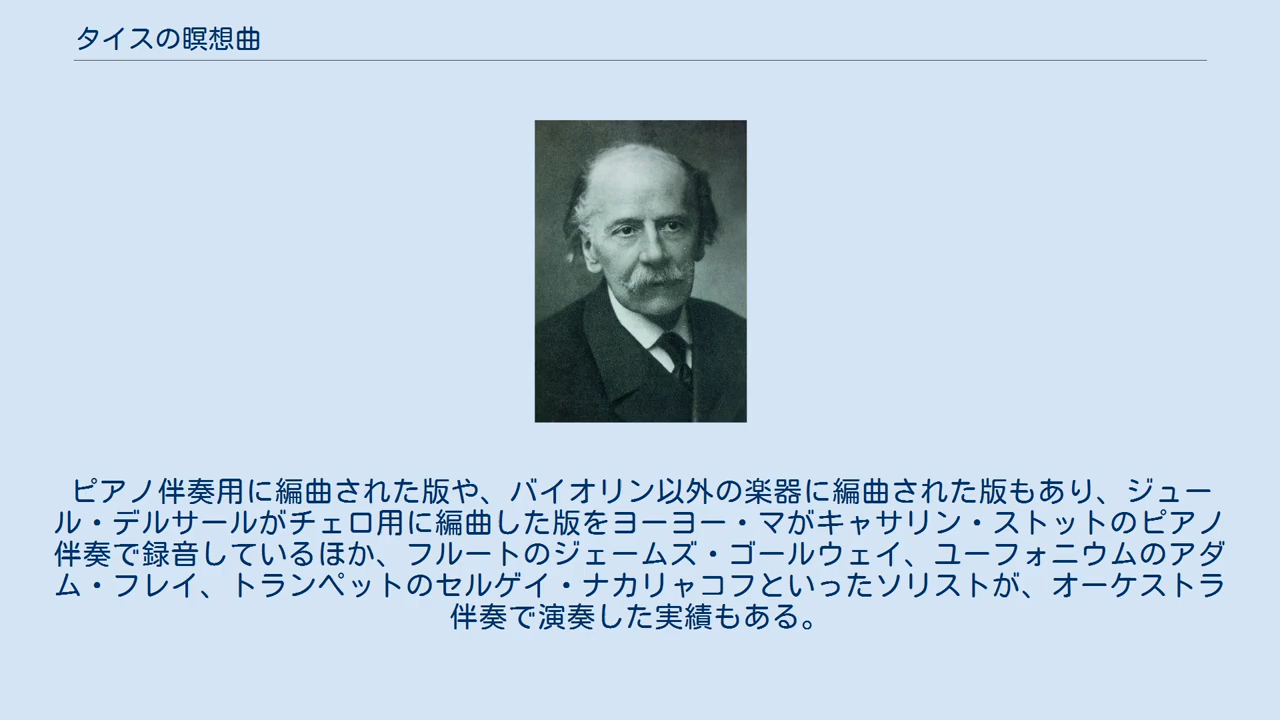 タイスの瞑想曲
ピアノ伴奏用に編曲された版や、バイオリン以外の楽器に編曲された版もあり、ジュー
ル・デルサールがチェロ用に編曲した版をヨーヨー・マがキャサリン・ストットのピアノ
伴奏で録音しているほか、フルートのジェームズ・ゴールウェイ、ユーフォニウムのアダ
ム・フレイ、トランペットのセルゲイ・ナカリャコフといったソリストが、オーケストラ
伴奏で演奏した実績もある。